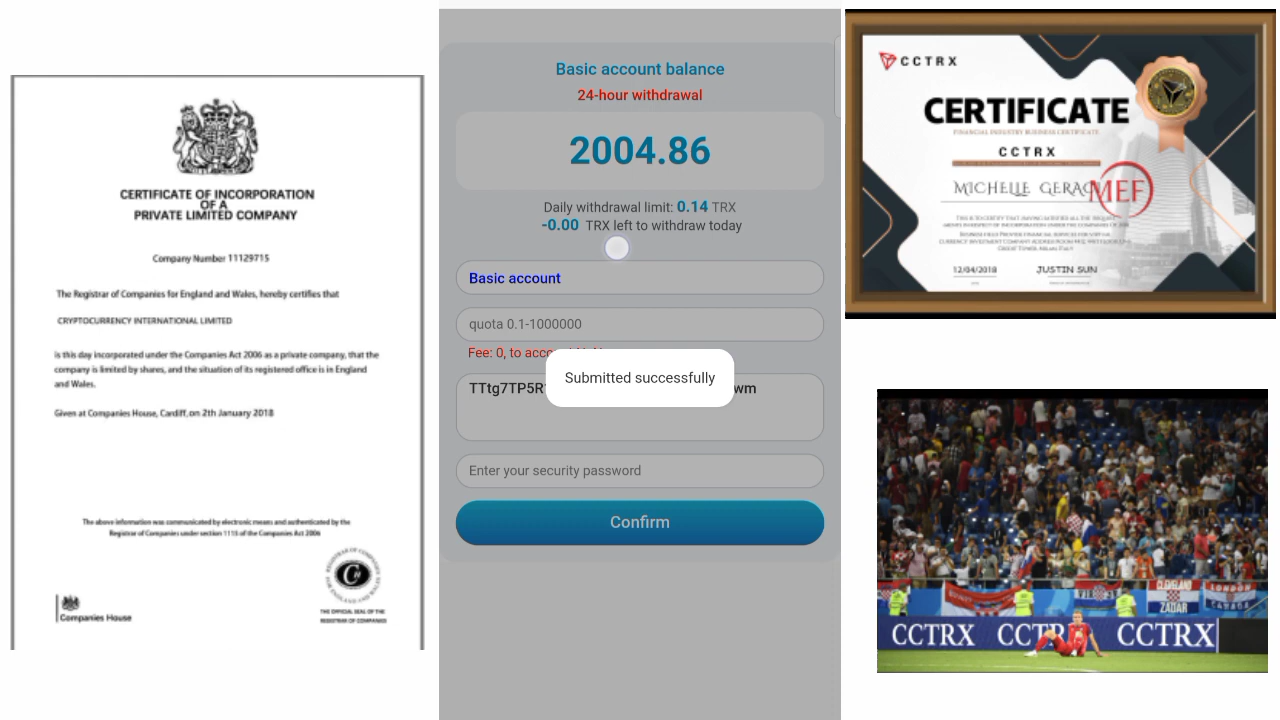 CERTIFICATE OF INCORPORATION
OF A
PRIVATE LIMITED COMPANY
Company Number 11129715
The Registrar of Companies for England and Wales, hereby certifies that
CRYPTOCURRENCY INTERNATIONAL LIMITED
is this day incorporated under the Companies Act 2006 as a private company, that the
company is limited by shares, and the situation of its registered office is in England
and Wales.
Given at Companies House, Cardiff, on 2th January 2018
The above information was communicated by electronic means and authenticated by the
Registrar of Companies under section 1115 of the Companies Act 2006
Companies House
THE OFFICIAL SEAL OF THE
REGISTRAR OF COMPANIES
Basic account balance
24-hour withdrawal
2004.86
Daily withdrawal limit: 0.14 TRX
-0.00 TRX left to withdraw today
Basic account
quota 0.1-1000000
Fee: 0, to
Submitted successfully
TTtg7TP5R
wm
Enter your security password
Confirm
CCTRX
CERTIFICATE
FINANCIAL INDUSTRY BUSINESS CERTIFICATE
CCTRX
MICHELLE GERAC
MEF
12/04/2018 JUSTIN SUN
CLEVELAND
ZADAR
LONDON
CANADA
CCTRX CCTR CCTRX